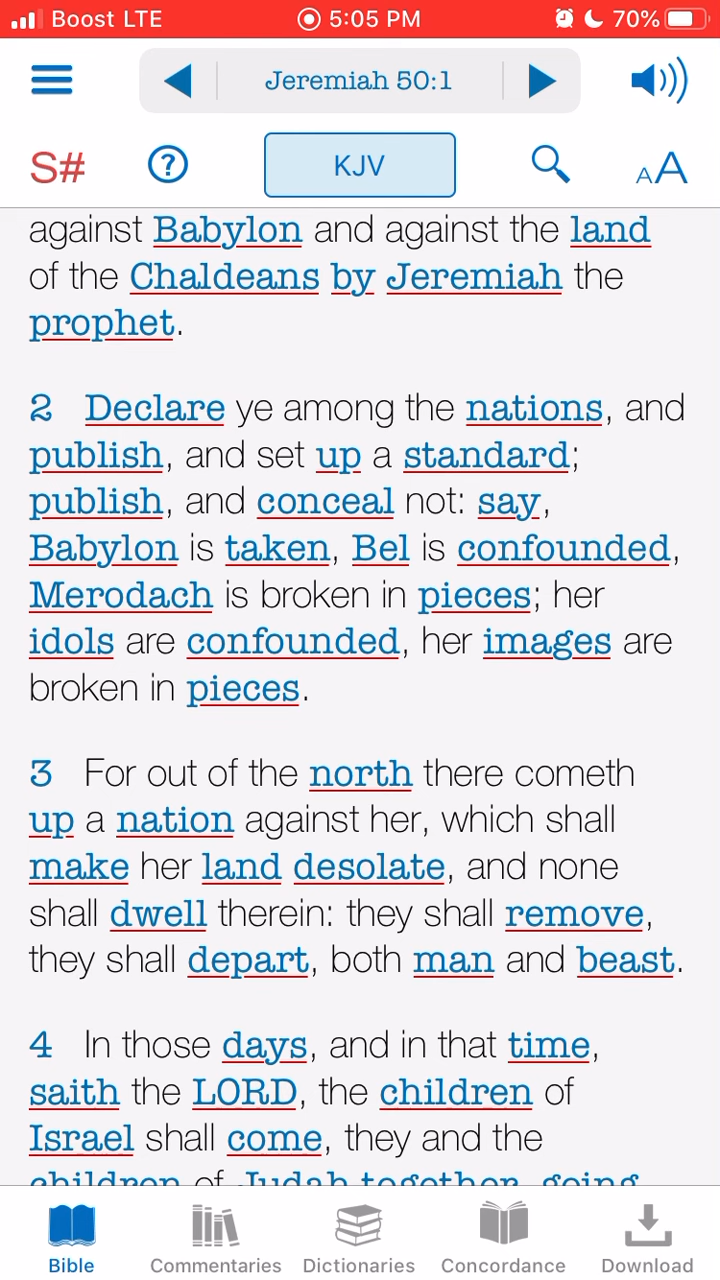 Boost LTE 5:05 PM 70%
Jeremiah 50:1
S# ? KJV AA
against Babylon and against the land
of the Chaldeans by Jeremiah the
prophet.
2 Declare ye among the nations, and
publish, and set up a standard;
publish, and conceal not: say,
Babylon is taken, Bel is confounded,
Merodach is broken in pieces; her
idols are confounded, her images are
broken in pieces.
3 For out of the north there cometh
up a nation against her, which shall
make her land desolate, and none
shall dwell therein: they shall remove,
they shall depart, both man and beast.
4 In those days, and in that time,
saith the LORD, the children of
Israel shall come, they and the
children of Judah together, going
Bible Commentaries Dictionaries Concordance Download